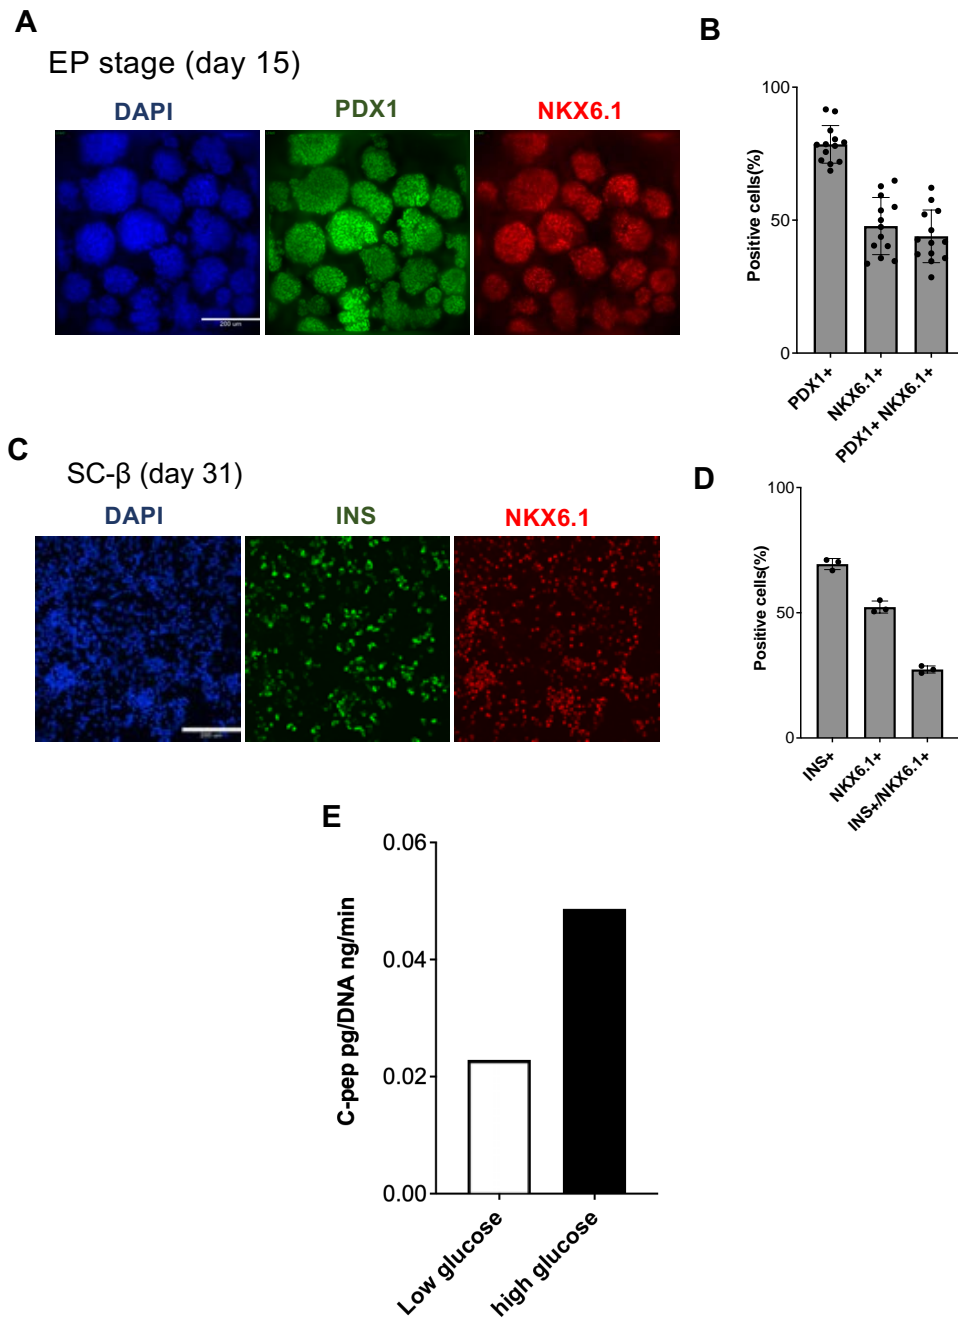 A
EP stage (day 15)
DAPI
PDX1
NKX6.1
200 um
B
Positive cells(%)
100
50
0
PDX1+
NKX6.1+
PDX1+ NKX6.1+
C
SC-β (day 31)
DAPI
INS
NKX6.1
D
Positive cells(%)
100
50
0
INS+
NKX6.1+
INS+/NKX6.1+
E
C-pep pg/DNA ng/min
0.06
0.04
0.02
0.00
Low glucose
high glucose